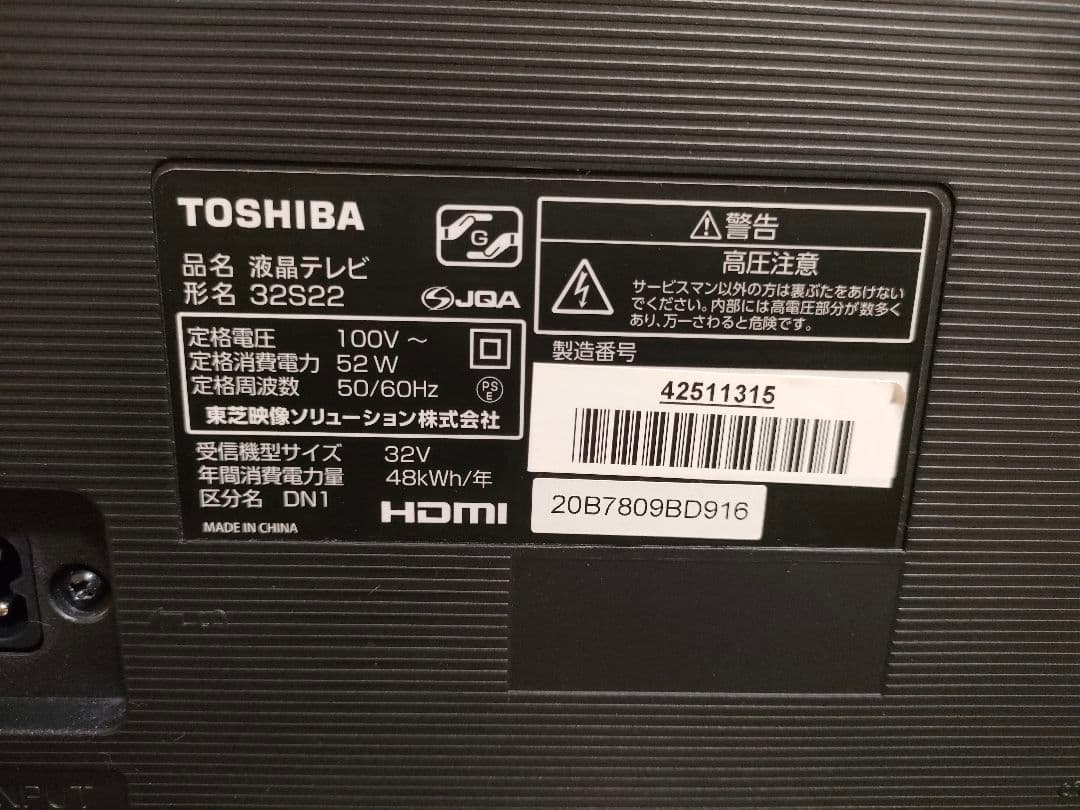 TOSHIBA
G
品名 液晶テレビ
形名 32S22
JQA
定格電圧 100V ～
定格消費電力 52W
定格周波数 50/60Hz
PS
E
東芝映像ソリューション株式会社
受信機型サイズ 32V
年間消費電力量 48kWh/年
区分名 DN1
HDMI
MADE IN CHINA
警告
高圧注意
サービスマン以外の方は裏ぶたをあけない
でください。内部には高電圧部分が数多く
あり、万一さわると危険です。
製造番号
42511315
20B7809BD916